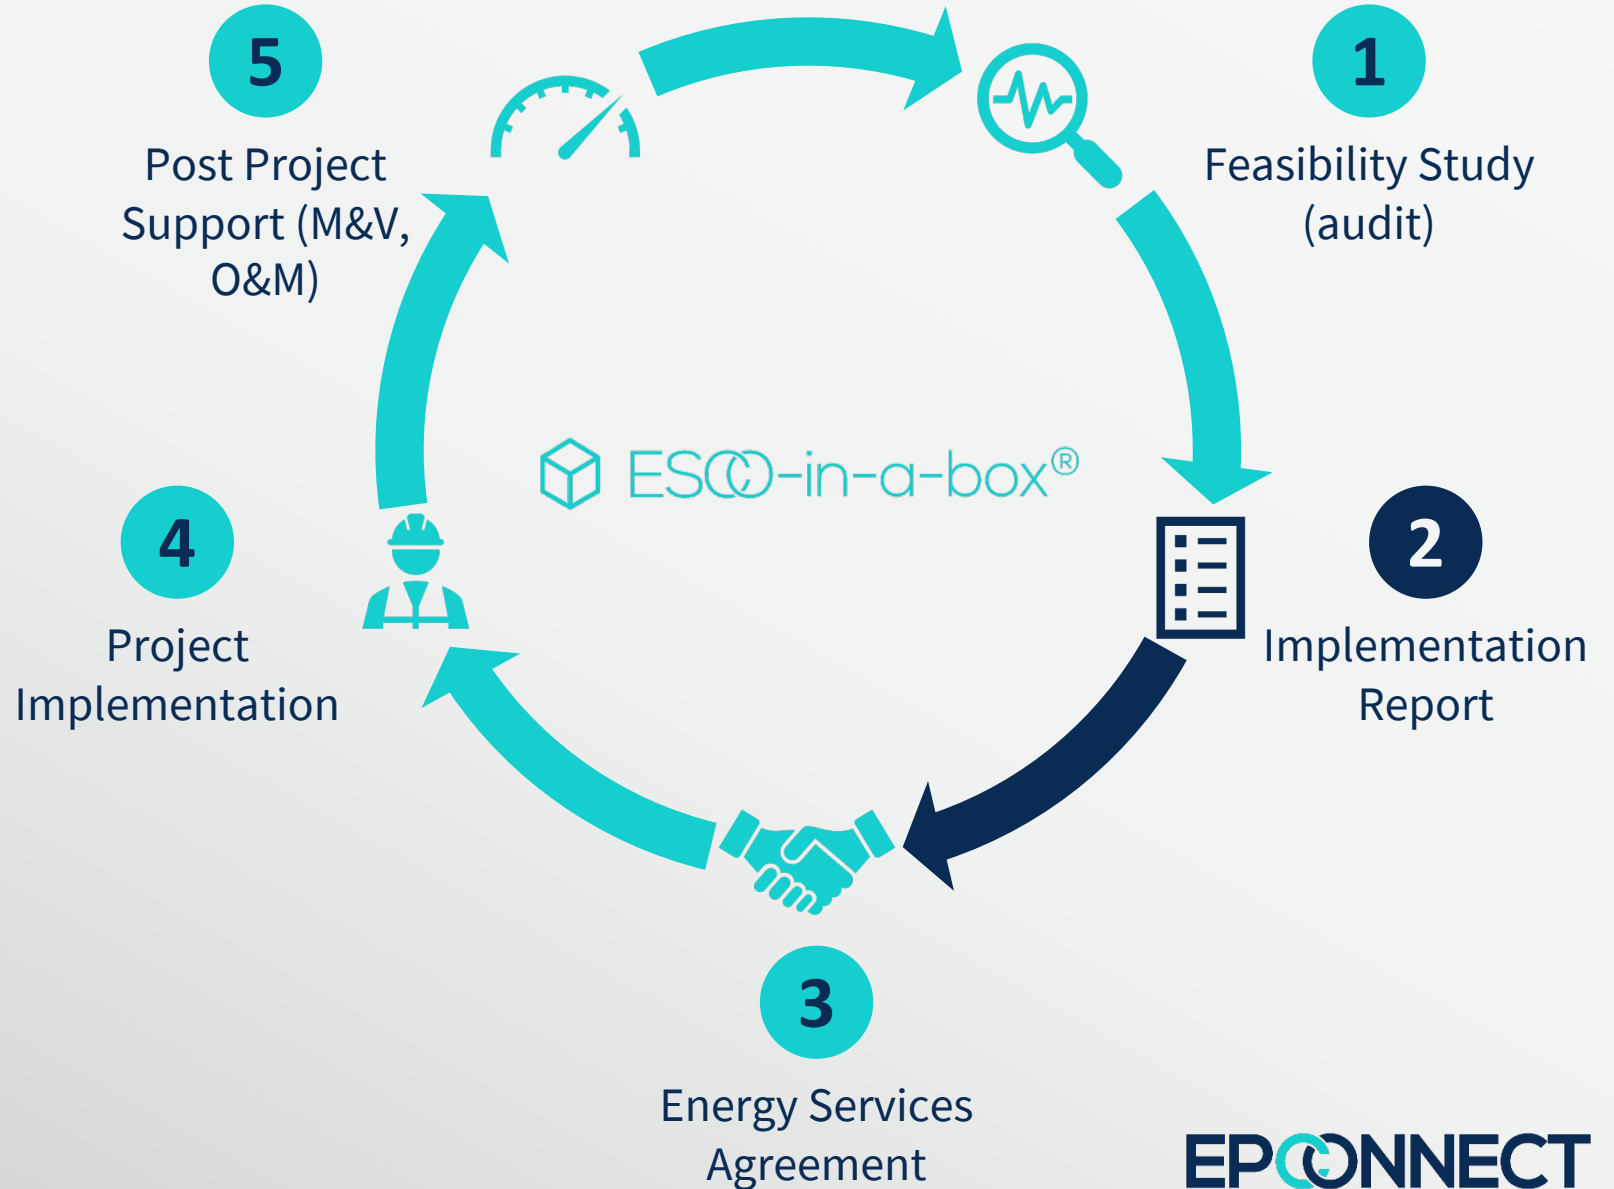 1
Feasibility Study
(audit)
2
Implementation
Report
3
Energy Services
Agreement
4
Project
Implementation
5
Post Project
Support (M&V,
O&M)
ESCO-in-a-box®
EPCONNECT